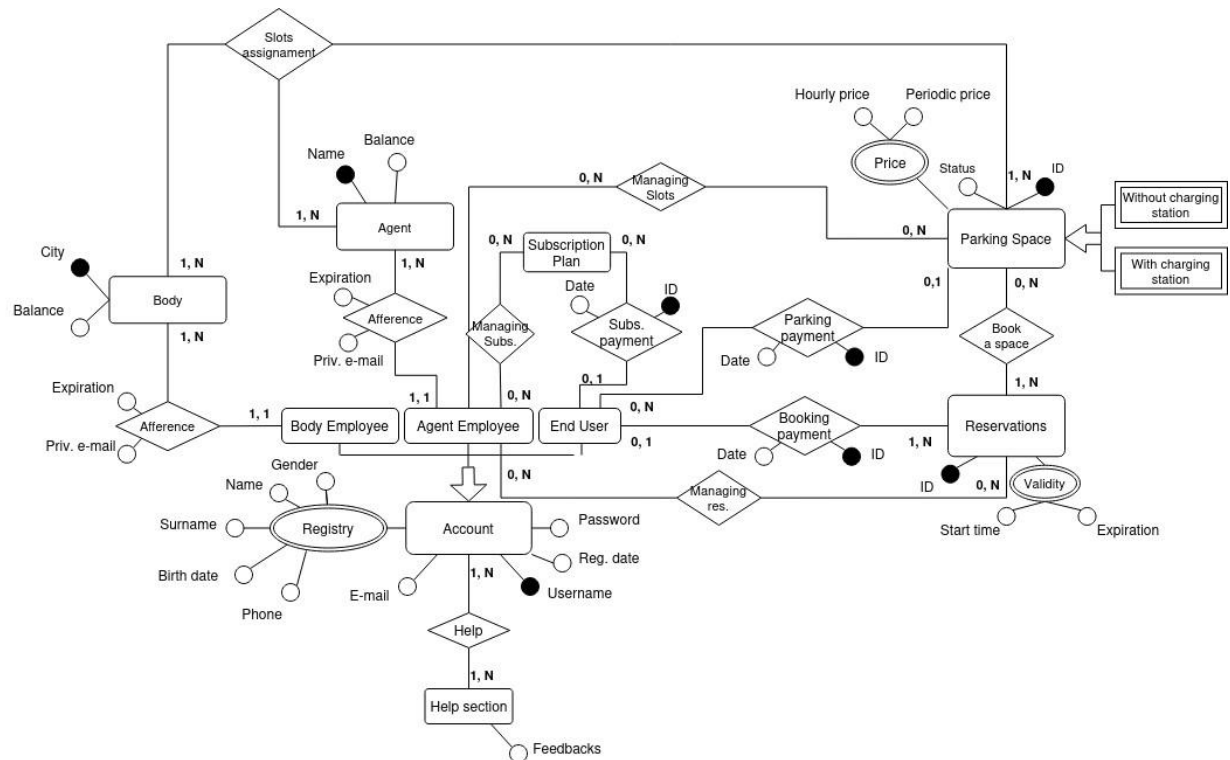 Slots
assignament
Hourly price
Periodic price
Price
Status
ID
1, N
Without charging
station
With charging
station
Parking Space
0, N
0,1
0, N
Managing
Slots
0, N
Balance
Name
Agent
1, N
1, N
City
Balance
Body
1, N
1, N
Expiration
Afference
Priv. e-mail
1, 1
0, N
Subscription
Plan
0, N
Managing
Subs.
0, N
Date
ID
Subs.
payment
0, 1
Parking
payment
Date
ID
0, N
Book
a space
1, N
Expiration
Afference
Priv. e-mail
1, 1
Body Employee
Agent Employee
End User
0, 1
Booking
payment
Date
ID
1, N
Reservations
ID
0, N
Validity
Start time
Expiration
0, N
Managing
res.
Gender
Name
Surname
Registry
Birth date
Phone
Account
Password
Reg. date
Username
E-mail
1, N
Help
1, N
Help section
Feedbacks